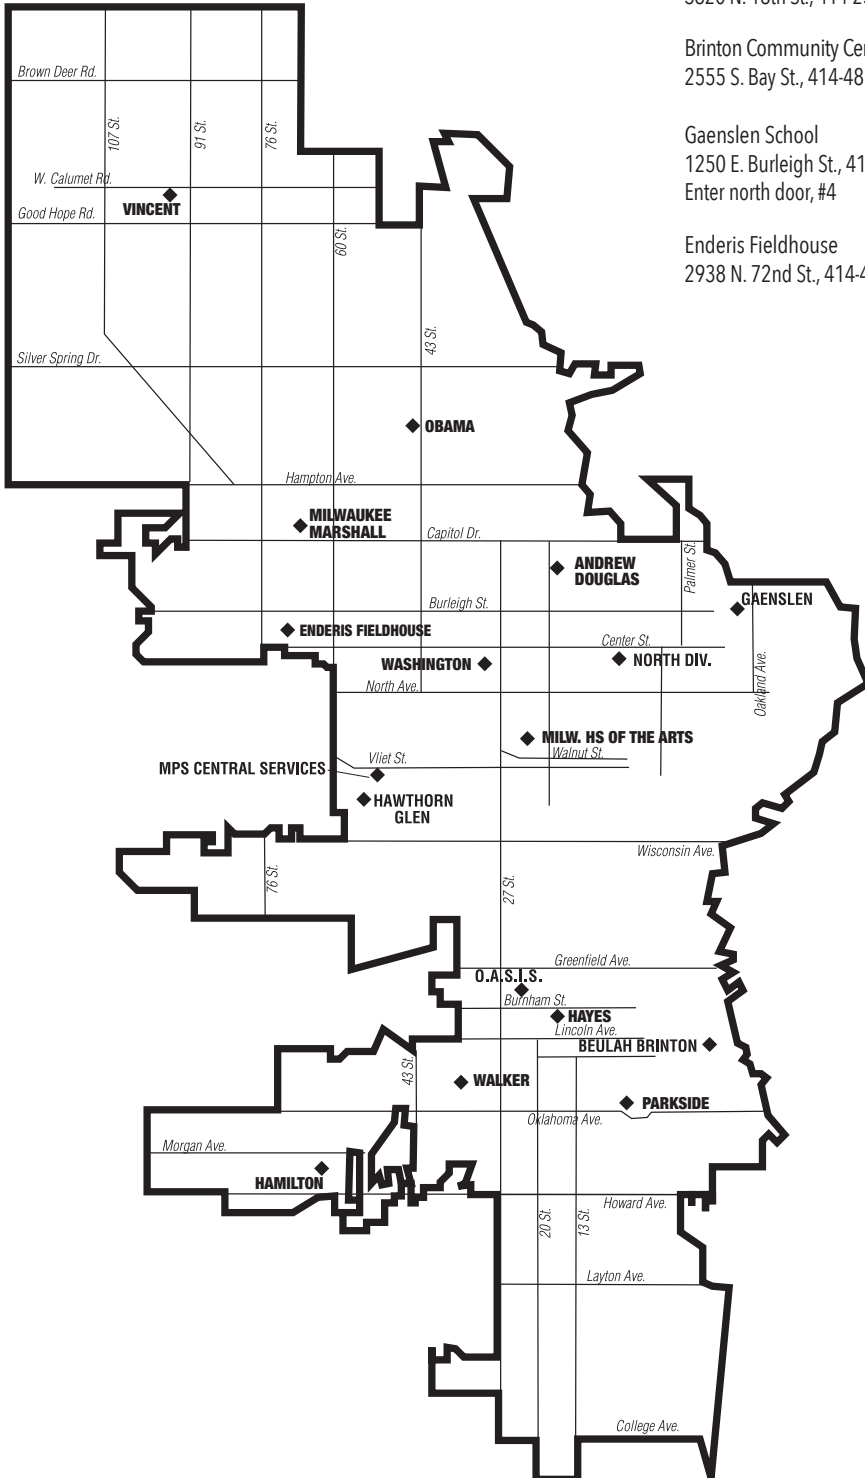 Brinton Community Cen
2555 S. Bay St., 414-48
Gaenslen School
1250 E. Burleigh St., 41
Enter north door, #4
Enderis Fieldhouse
2938 N. 72nd St., 414-4
Brown Deer Rd.
107 St.
91 St.
76 St.
W. Calumet Rd.
VINCENT
Good Hope Rd.
60 St.
43 St.
Silver Spring Dr.
OBAMA
Hampton Ave.
MILWAUKEE
MARSHALL
Capitol Dr.
ANDREW
DOUGLAS
Palmer St.
Burleigh St.
GAENSLEN
ENDERIS FIELDHOUSE
Center St.
WASHINGTON
NORTH DIV.
North Ave.
Oakland Ave.
MILW. HS OF THE ARTS
Walnut St.
Vliet St.
MPS CENTRAL SERVICES
HAWTHORN
GLEN
Wisconsin Ave.
76 St.
27 St.
Greenfield Ave.
O.A.S.I.S.
Burnham St.
HAYES
Lincoln Ave.
BEULAH BRINTON
43 St.
WALKER
PARKSIDE
Oklahoma Ave.
Morgan Ave.
HAMILTON
Howard Ave.
20 St.
13 St.
Layton Ave.
College Ave.